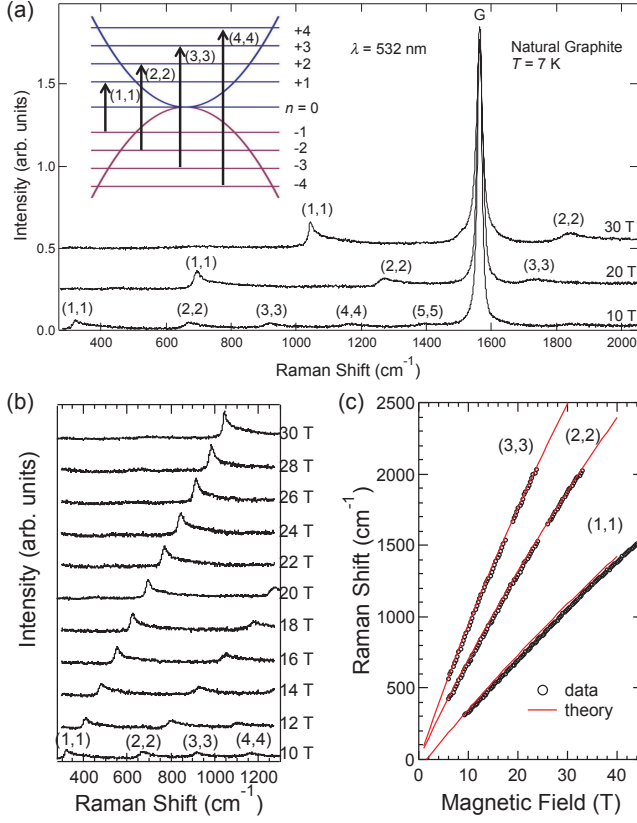 (a)
G
λ = 532 nm
Natural Graphite
T = 7 K
+4
+3
+2
+1
n = 0
-1
-2
-3
-4
(1,1)
(2,2)
(3,3)
(4,4)
Intensity (arb. units)
1.5
1.0
0.5
0.0
(1,1)
(2,2)
30 T
(1,1)
(2,2)
(3,3)
20 T
(1,1)
(2,2)
(3,3)
(4,4)
(5,5)
10 T
400
600
800
1000
1200
1400
1600
1800
2000
Raman Shift (cm⁻¹)
(b)
Intensity (arb. units)
30 T
28 T
26 T
24 T
22 T
20 T
18 T
16 T
14 T
12 T
10 T
(1,1)
(2,2)
(3,3)
(4,4)
400
600
800
1000
1200
Raman Shift (cm⁻¹)
(c)
Raman Shift (cm⁻¹)
2500
2000
1500
1000
500
0
(3,3)
(2,2)
(1,1)
data
theory
0
20
40
Magnetic Field (T)